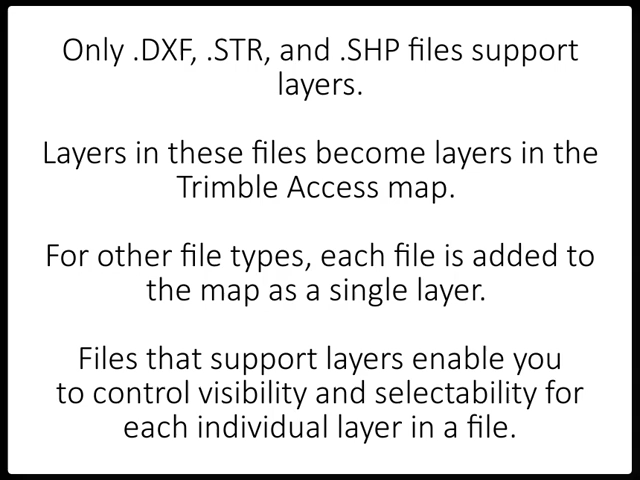 Only .DXF, .STR, and .SHP files support
layers.
Layers in these files become layers in the
Trimble Access map.
For other file types, each file is added to
the map as a single layer.
Files that support layers enable you
to control visibility and selectability for
each individual layer in a file.